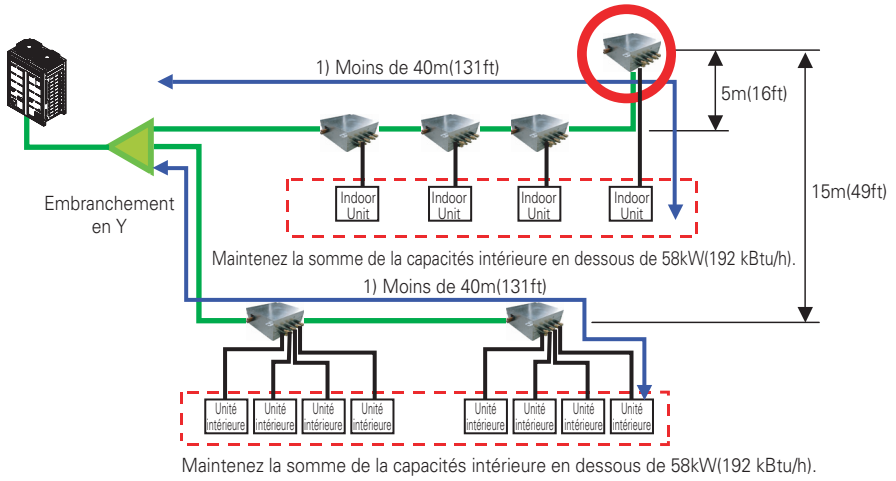 1) Moins de 40m(131ft)
5m(16ft)
15m(49ft)
Embranchement
en Y
Indoor
Unit
Indoor
Unit
Indoor
Unit
Indoor
Unit
Maintenez la somme de la capacités intérieure en dessous de 58kW(192 kBtu/h).
1) Moins de 40m(131ft)
Unité
intérieure
Unité
intérieure
Unité
intérieure
Unité
intérieure
Unité
intérieure
Unité
intérieure
Unité
intérieure
Unité
intérieure
Maintenez la somme de la capacités intérieure en dessous de 58kW(192 kBtu/h).